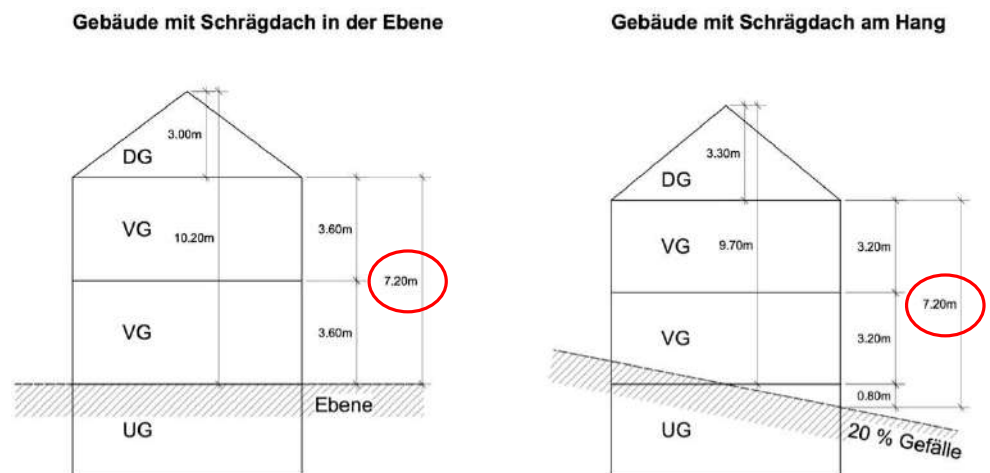 Gebäude mit Schrägdach in der Ebene
3.00m
DG
VG
10.20m
3.60m
7.20m
VG
3.60m
Ebene
UG
Gebäude mit Schrägdach am Hang
3.30m
DG
VG
9.70m
3.20m
7.20m
VG
3.20m
0.80m
UG
20 % Gefälle